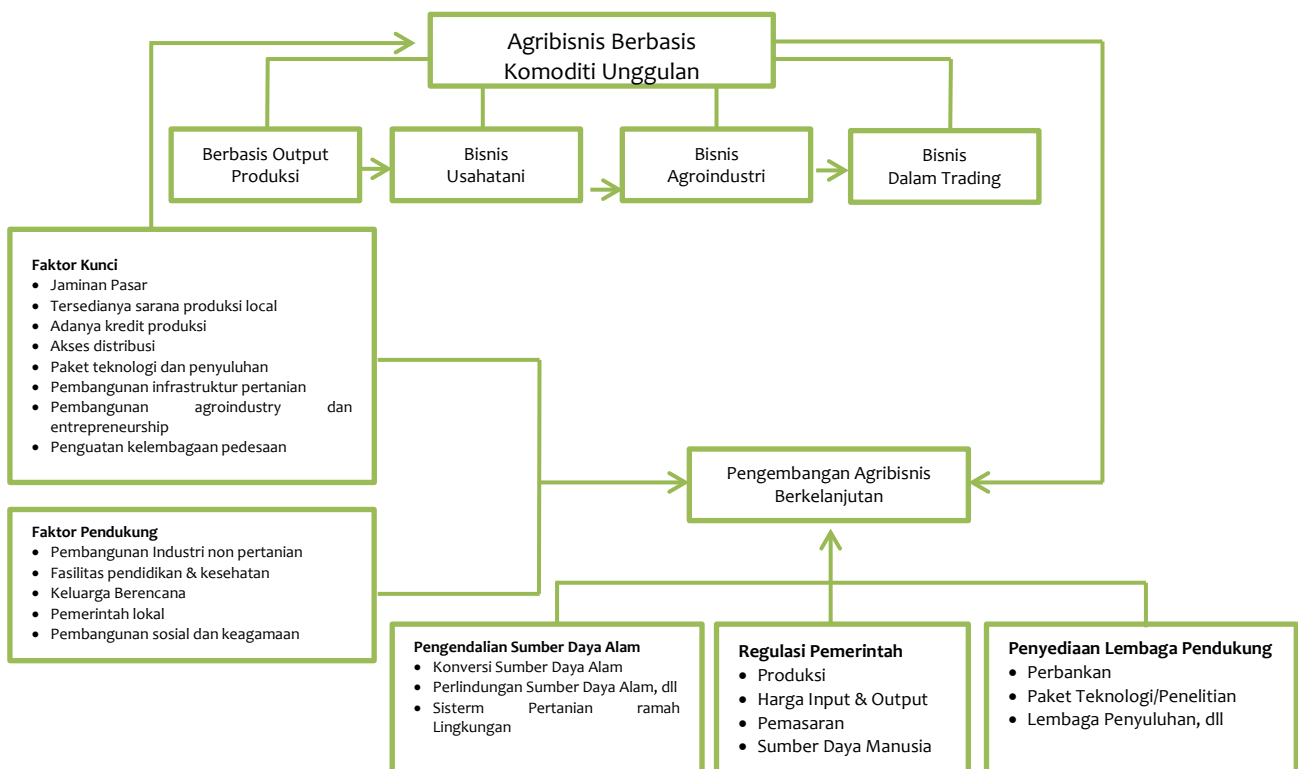 Agribisnis Berbasis
Komoditi Unggulan
Berbasis Output
Produksi
Bisnis
Usahatani
Bisnis
Agroindustri
Bisnis
Dalam Trading
Faktor Kunci
• Jaminan Pasar
• Tersedianya sarana produksi local
• Adanya kredit produksi
• Akses distribusi
• Paket teknologi dan penyuluhan
• Pembangunan infrastruktur pertanian
• Pembangunan agroindustry dan
entrepreneurship
• Penguatan kelembagaan pedesaan
Pengembangan Agribisnis
Berkelanjutan
Faktor Pendukung
• Pembangunan Industri non pertanian
• Fasilitas pendidikan & kesehatan
• Keluarga Berencana
• Pemerintah lokal
• Pembangunan sosial dan keagamaan
Pengendalian Sumber Daya Alam
• Konversi Sumber Daya Alam
• Perlindungan Sumber Daya Alam, dll
• Sisterm Pertanian ramah
Lingkungan
Regulasi Pemerintah
• Produksi
• Harga Input & Output
• Pemasaran
• Sumber Daya Manusia
Penyediaan Lembaga Pendukung
• Perbankan
• Paket Teknologi/Penelitian
• Lembaga Penyuluhan, dll